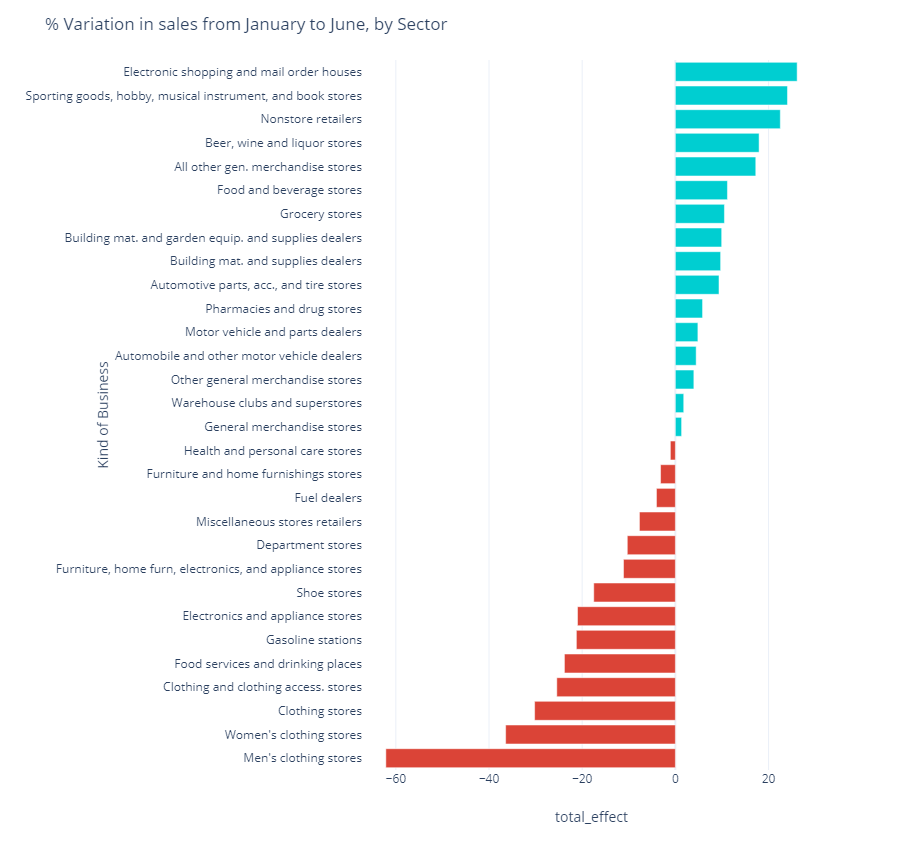 % Variation in sales from January to June, by Sector
Electronic shopping and mail order houses
Sporting goods, hobby, musical instrument, and book stores
Nonstore retailers
Beer, wine and liquor stores
All other gen. merchandise stores
Food and beverage stores
Grocery stores
Building mat. and garden equip. and supplies dealers
Building mat. and supplies dealers
Automotive parts, acc., and tire stores
Pharmacies and drug stores
Motor vehicle and parts dealers
Automobile and other motor vehicle dealers
Other general merchandise stores
Warehouse clubs and superstores
General merchandise stores
Health and personal care stores
Furniture and home furnishings stores
Fuel dealers
Miscellaneous stores retailers
Department stores
Furniture, home furn, electronics, and appliance stores
Shoe stores
Electronics and appliance stores
Gasoline stations
Food services and drinking places
Clothing and clothing access. stores
Clothing stores
Women's clothing stores
Men's clothing stores
Kind of Business
−60 −40 −20 0 20
total_effect